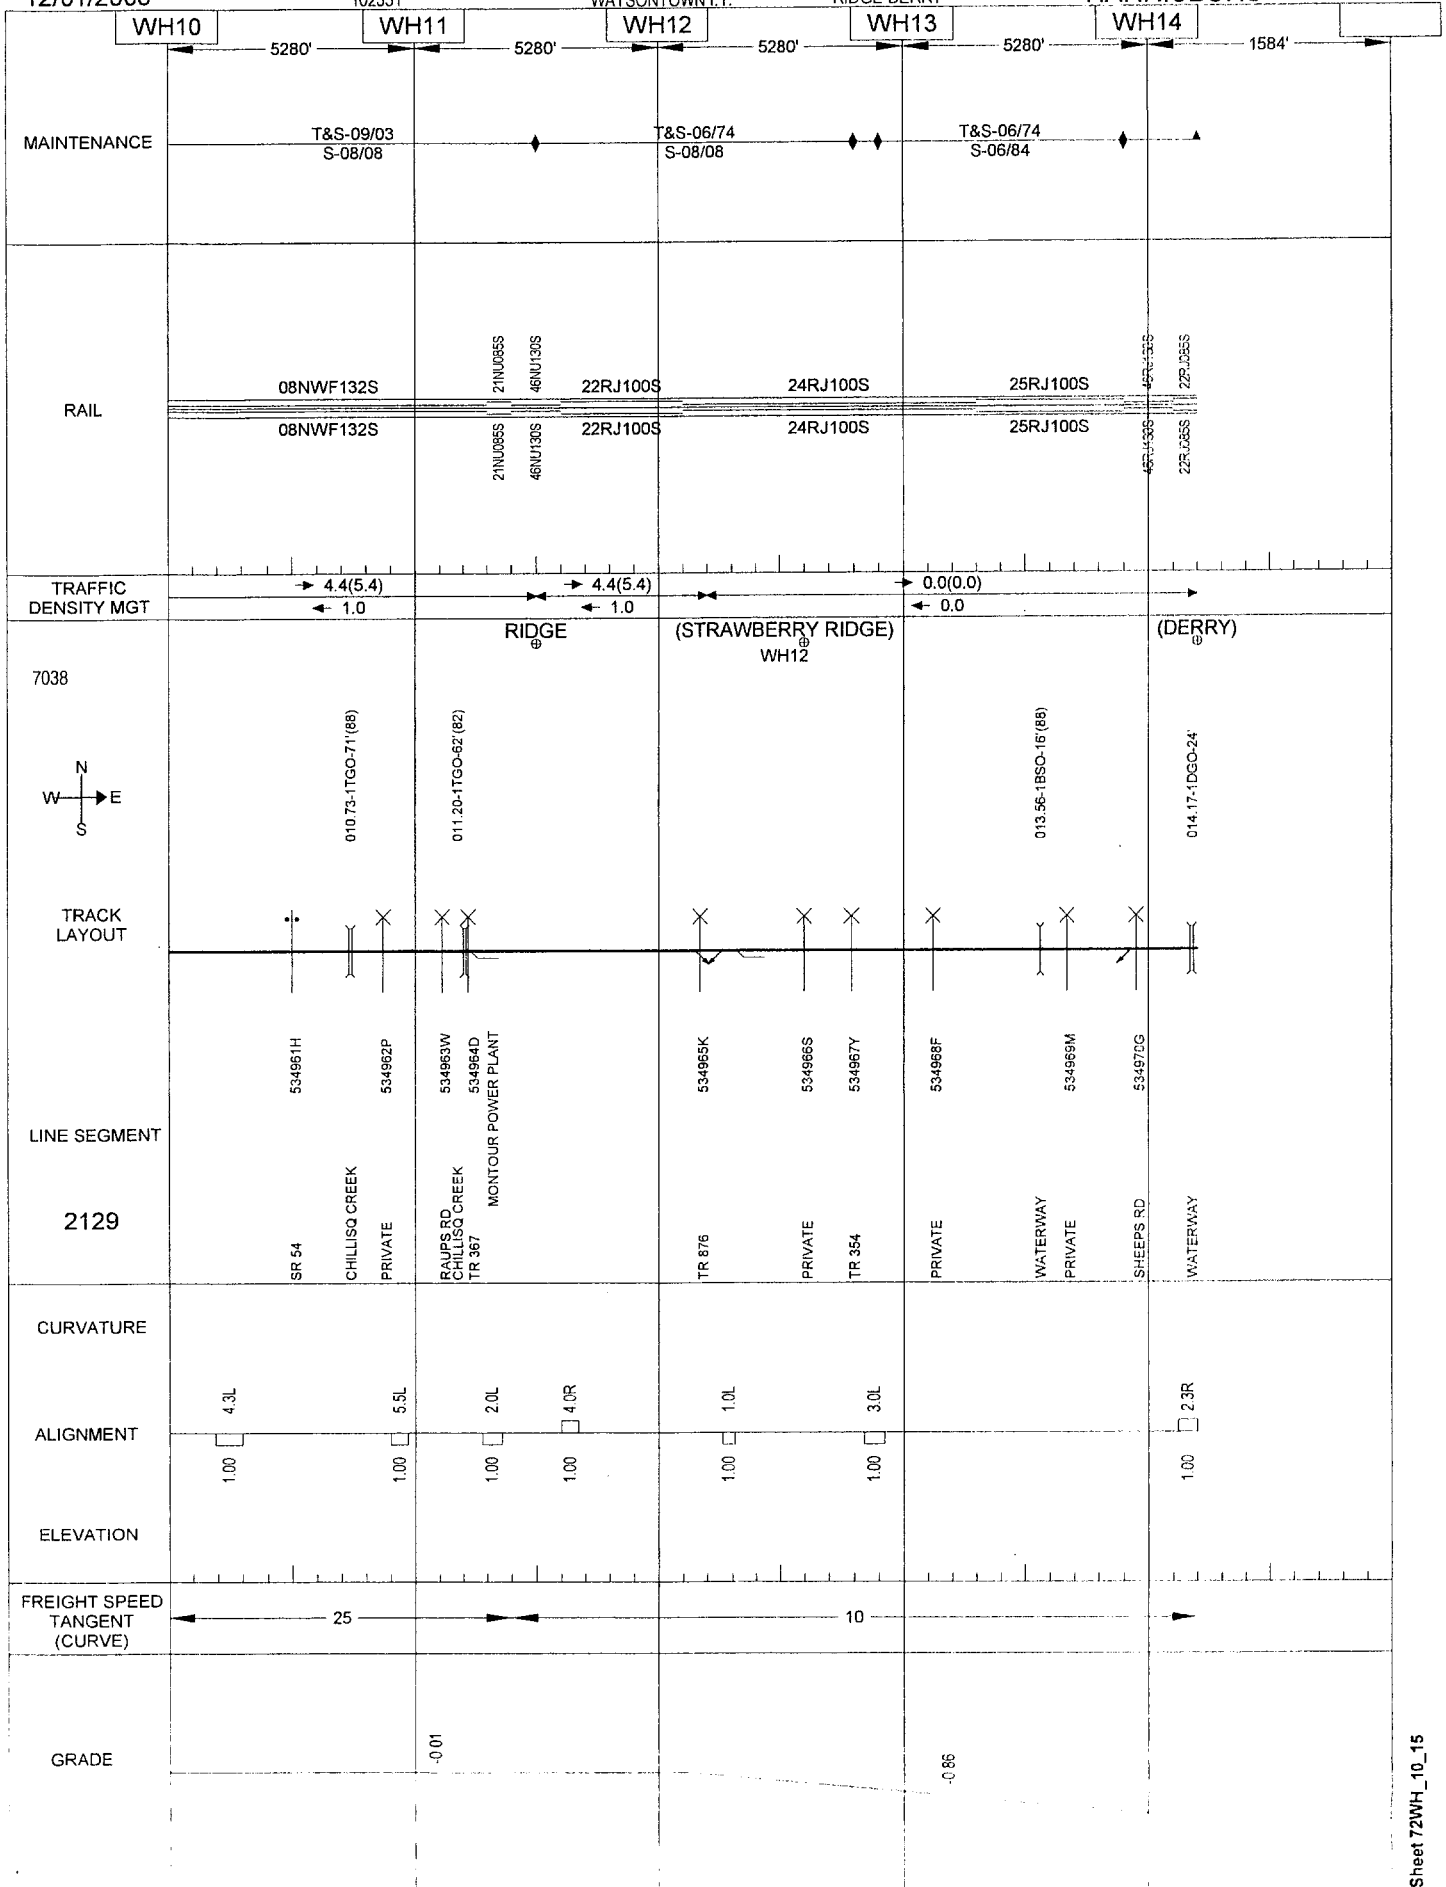 WH10 WH11 WH12 WH13 WH14
5280' 5280' 5280' 5280' 1584'
MAINTENANCE
T&S-09/03 T&S-06/74 T&S-06/74
S-08/08 S-08/08 S-06/84
RAIL
21NU085S 46NU130S 22RJ085S
08NWF132S 22RJ100S 24RJ100S 25RJ100S
08NWF132S 22RJ100S 24RJ100S 25RJ100S
21NU085S 46NU130S 22RJ085S
TRAFFIC
DENSITY MGT
4.4(5.4) 4.4(5.4) 0.0(0.0)
1.0 1.0 0.0
RIDGE (STRAWBERRY RIDGE) (DERRY)
WH12
7038
010.73-1TGO-71'(88)
011.20-1TGO-62'(82)
013.56-1BSO-16'(88)
014.17-1DGO-24'
N
W E
S
TRACK
LAYOUT
534961H
534962P
534963W
534964D
MONTOUR POWER PLANT
534965K
534966S
534967Y
534968F
534969M
534970G
LINE SEGMENT
2129
SR 54
CHILLISQ CREEK
PRIVATE
RAUPS RD
CHILLISQ CREEK
TR 367
TR 876
PRIVATE
TR 354
PRIVATE
WATERWAY
PRIVATE
SHEEPS RD
WATERWAY
CURVATURE
4.3L 5.5L 2.0L 4.0R 1.0L 3.0L 2.3R
ALIGNMENT
1.00 1.00 1.00 1.00 1.00 1.00 1.00
ELEVATION
FREIGHT SPEED
TANGENT
(CURVE)
25 10
GRADE
-0.01
-0.86
Sheet 72WH_10_15